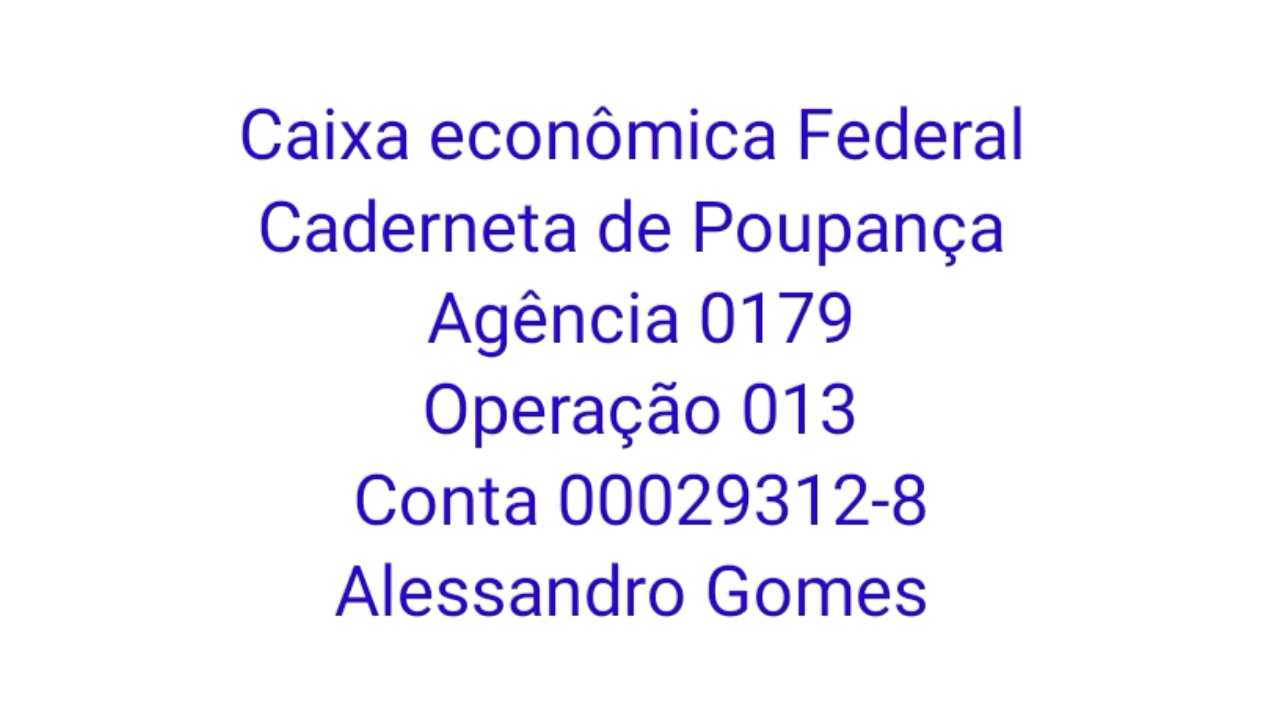 Caixa econômica Federal
Caderneta de Poupança
Agência 0179
Operação 013
Conta 00029312-8
Alessandro Gomes